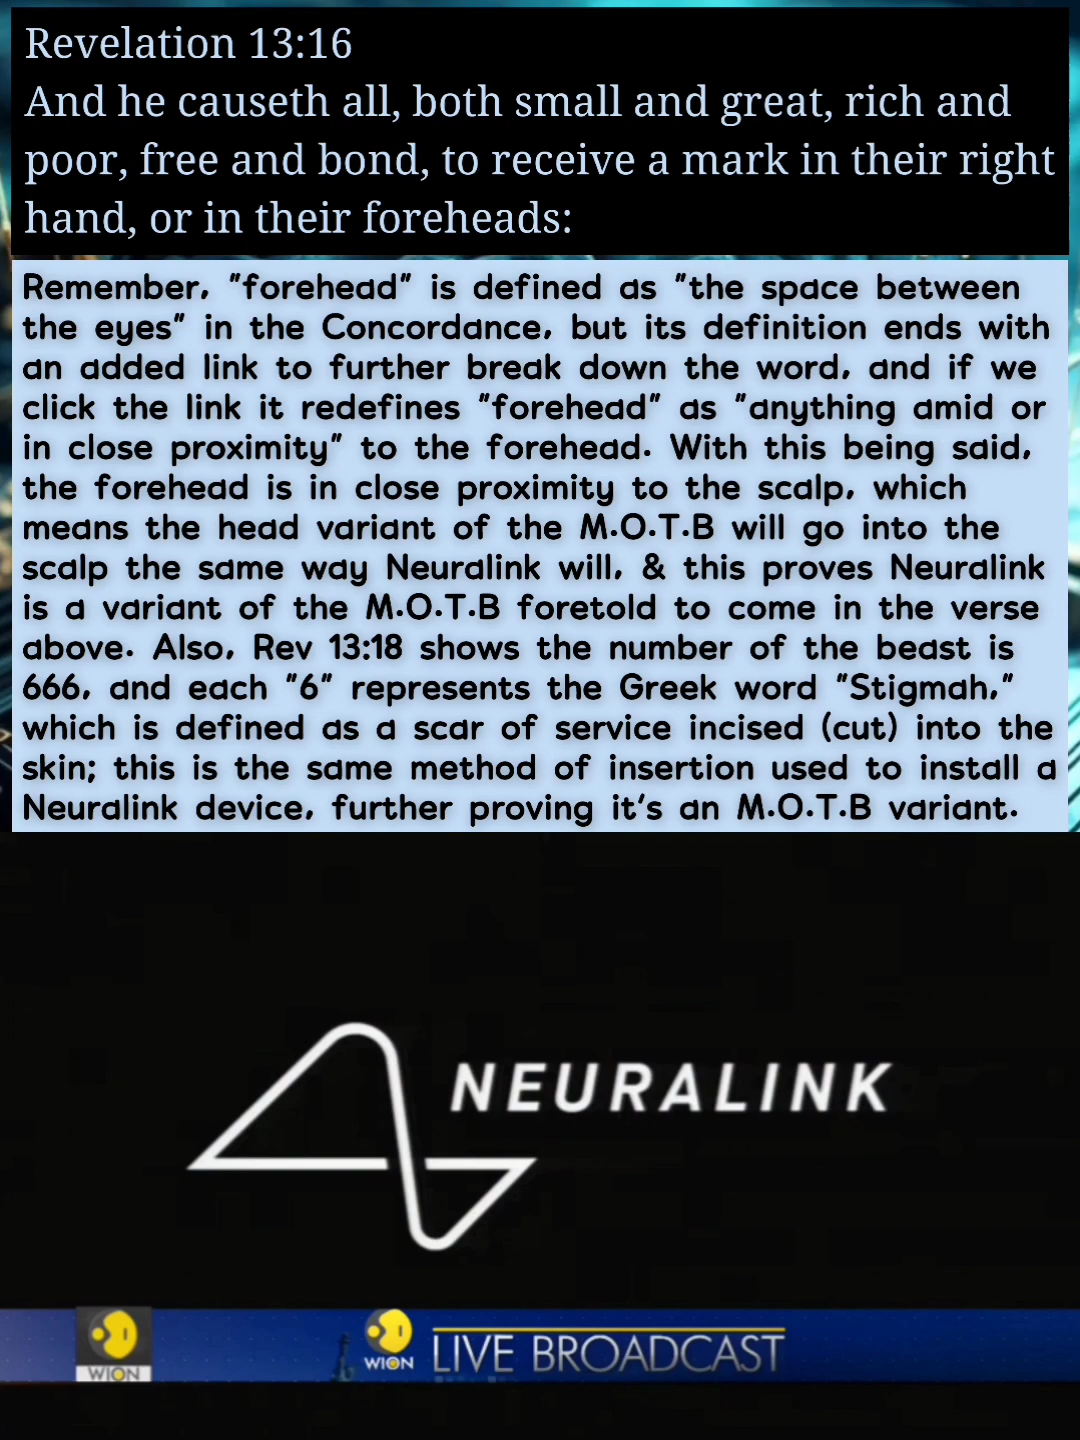 Revelation 13:16
And he causeth all, both small and great, rich and
poor, free and bond, to receive a mark in their right
hand, or in their foreheads:
Remember, "forehead" is defined as "the space between
the eyes" in the Concordance, but its definition ends with
an added link to further break down the word, and if we
click the link it redefines "forehead" as "anything amid or
in close proximity" to the forehead. With this being said,
the forehead is in close proximity to the scalp, which
means the head variant of the M.O.T.B will go into the
scalp the same way Neuralink will, & this proves Neuralink
is a variant of the M.O.T.B foretold to come in the verse
above. Also, Rev 13:18 shows the number of the beast is
666, and each "6" represents the Greek word "Stigmah,"
which is defined as a scar of service incised (cut) into the
skin; this is the same method of insertion used to install a
Neuralink device, further proving it's an M.O.T.B variant.
NEURALINK
WION
WION LIVE BROADCAST